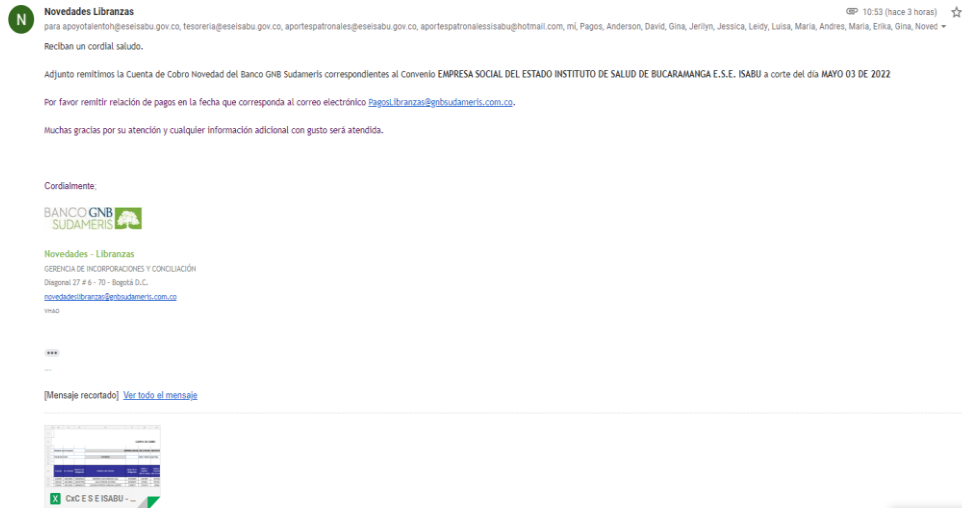 N
Novedades Libranzas
10:53 (hace 3 horas)
para apoyotalentoh@eseisabu.gov.co, tesoreria@eseisabu.gov.co, aportespatronales@eseisabu.gov.co, aportespatronalessisabu@hotmail.com, mí, Pagos, Anderson, David, Gina, Jerilyn, Jessica, Leidy, Luisa, Maria, Andres, Maria, Erika, Gina, Noved
Reciban un cordial saludo.
Adjunto remitimos la Cuenta de Cobro Novedad del Banco GNB Sudameris correspondientes al Convenio EMPRESA SOCIAL DEL ESTADO INSTITUTO DE SALUD DE BUCARAMANGA E.S.E. ISABU a corte del día MAYO 03 DE 2022
Por favor remitir relación de pagos en la fecha que corresponda al correo electrónico PagosLibranzas@gnbsudameris.com.co.
Muchas gracias por su atención y cualquier información adicional con gusto será atendida.
Cordialmente;
BANCO GNB
SUDAMERIS
Novedades - Libranzas
GERENCIA DE INCORPORACIONES Y CONCILIACIÓN
Diagonal 27 # 6 - 70 - Bogotá D.C.
novedadeslibranzas@gnbsudameris.com.co
...
[Mensaje recortado] Ver todo el mensaje
X CxC E S E ISABU - ...